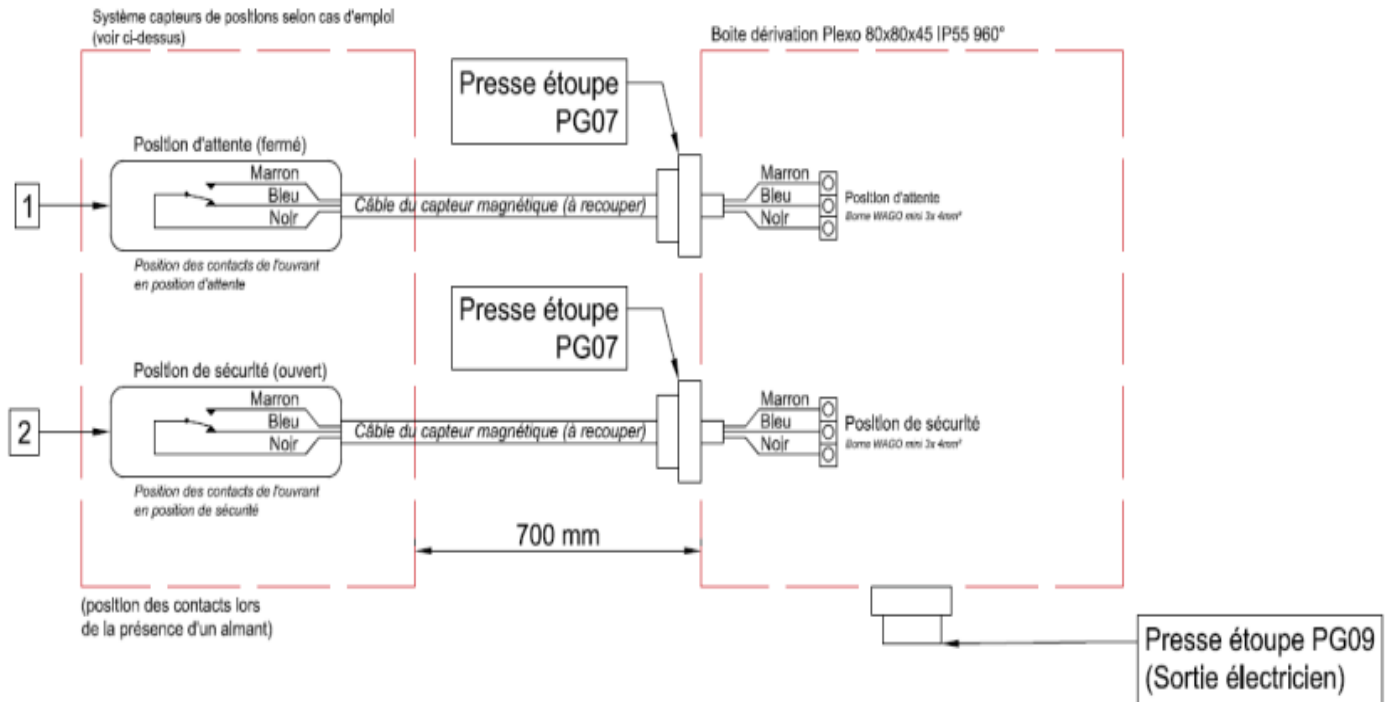 Système capteurs de positions selon cas d'emploi
(voir ci-dessus)
Boite dérivation Plexo 80x80x45 IP55 960°
Presse étoupe
PG07
Position d'attente (fermé)
Marron
Bleu
Noir
1
Câble du capteur magnétique (à recouper)
Marron
Bleu
Noir
Position d'attente
Borne WAGO mini 3x 4mm²
Position des contacts de l'ouvrant
en position d'attente
Presse étoupe
PG07
Position de sécurité (ouvert)
Marron
Bleu
Noir
2
Câble du capteur magnétique (à recouper)
Marron
Bleu
Noir
Position de sécurité
Borne WAGO mini 3x 4mm²
Position des contacts de l'ouvrant
en position de sécurité
700 mm
(position des contacts lors
de la présence d'un aimant)
Presse étoupe PG09
(Sortie électricien)